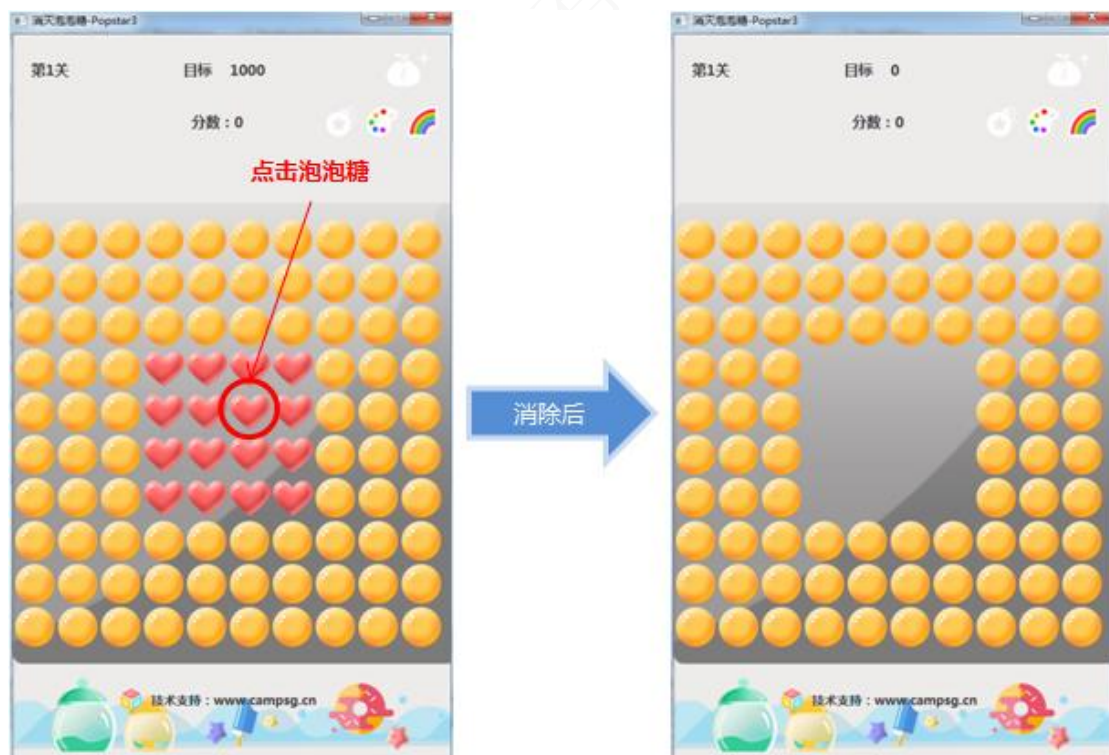 消灭泡泡糖-Popstar3
第1关
目标 1000
分数：0
点击泡泡糖
技术支持：www.campsg.cn
消除后
消灭泡泡糖-Popstar3
第1关
目标 0
分数：0
技术支持：www.campsg.cn